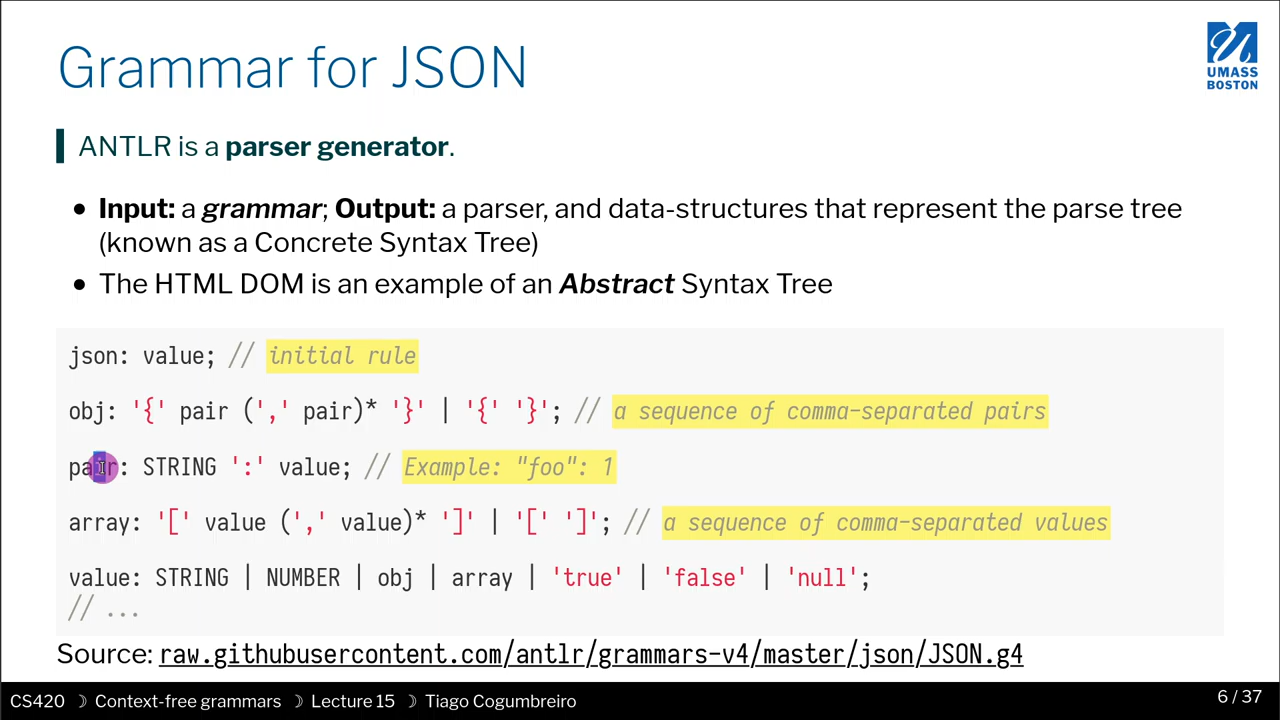 Grammar for JSON
UMASS
BOSTON
ANTLR is a parser generator.
• Input: a grammar; Output: a parser, and data-structures that represent the parse tree
(known as a Concrete Syntax Tree)
• The HTML DOM is an example of an Abstract Syntax Tree
json: value; // initial rule
obj: '{' pair (',' pair)* '}' | '{' '}'; // a sequence of comma-separated pairs
pair: STRING ':' value; // Example: "foo": 1
array: '[' value (',' value)* ']' | '[' ']'; // a sequence of comma-separated values
value: STRING | NUMBER | obj | array | 'true' | 'false' | 'null';
// ...
Source: raw.githubusercontent.com/antlr/grammars-v4/master/json/JSON.g4
CS420 ☽ Context-free grammars ☽ Lecture 15 ☽ Tiago Cogumbreiro
6 / 37